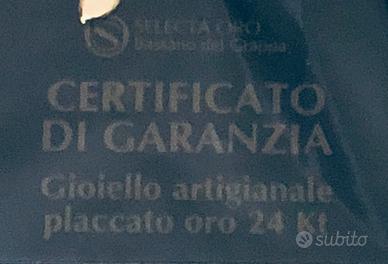 SELECTA ORO
Bassano del Grappa
CERTIFICATO
DI GARANZIA
Gioiello artigianale
placcato oro 24 Kt
subito